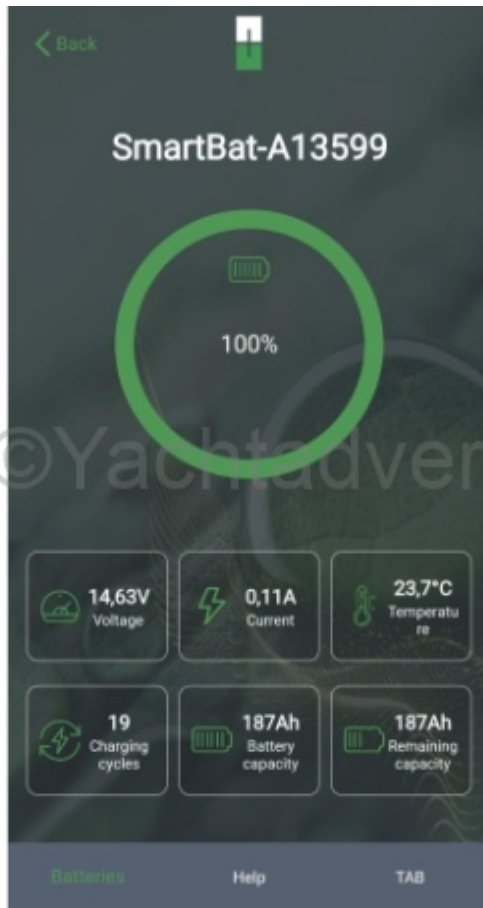 Back
SmartBat-A13599
100%
©Yachtadver
14,63V
Voltage
0,11A
Current
23,7°C
Temperatu
re
19
Charging
cycles
187Ah
Battery
capacity
187Ah
Remaining
capacity
Batteries
Help
TAB